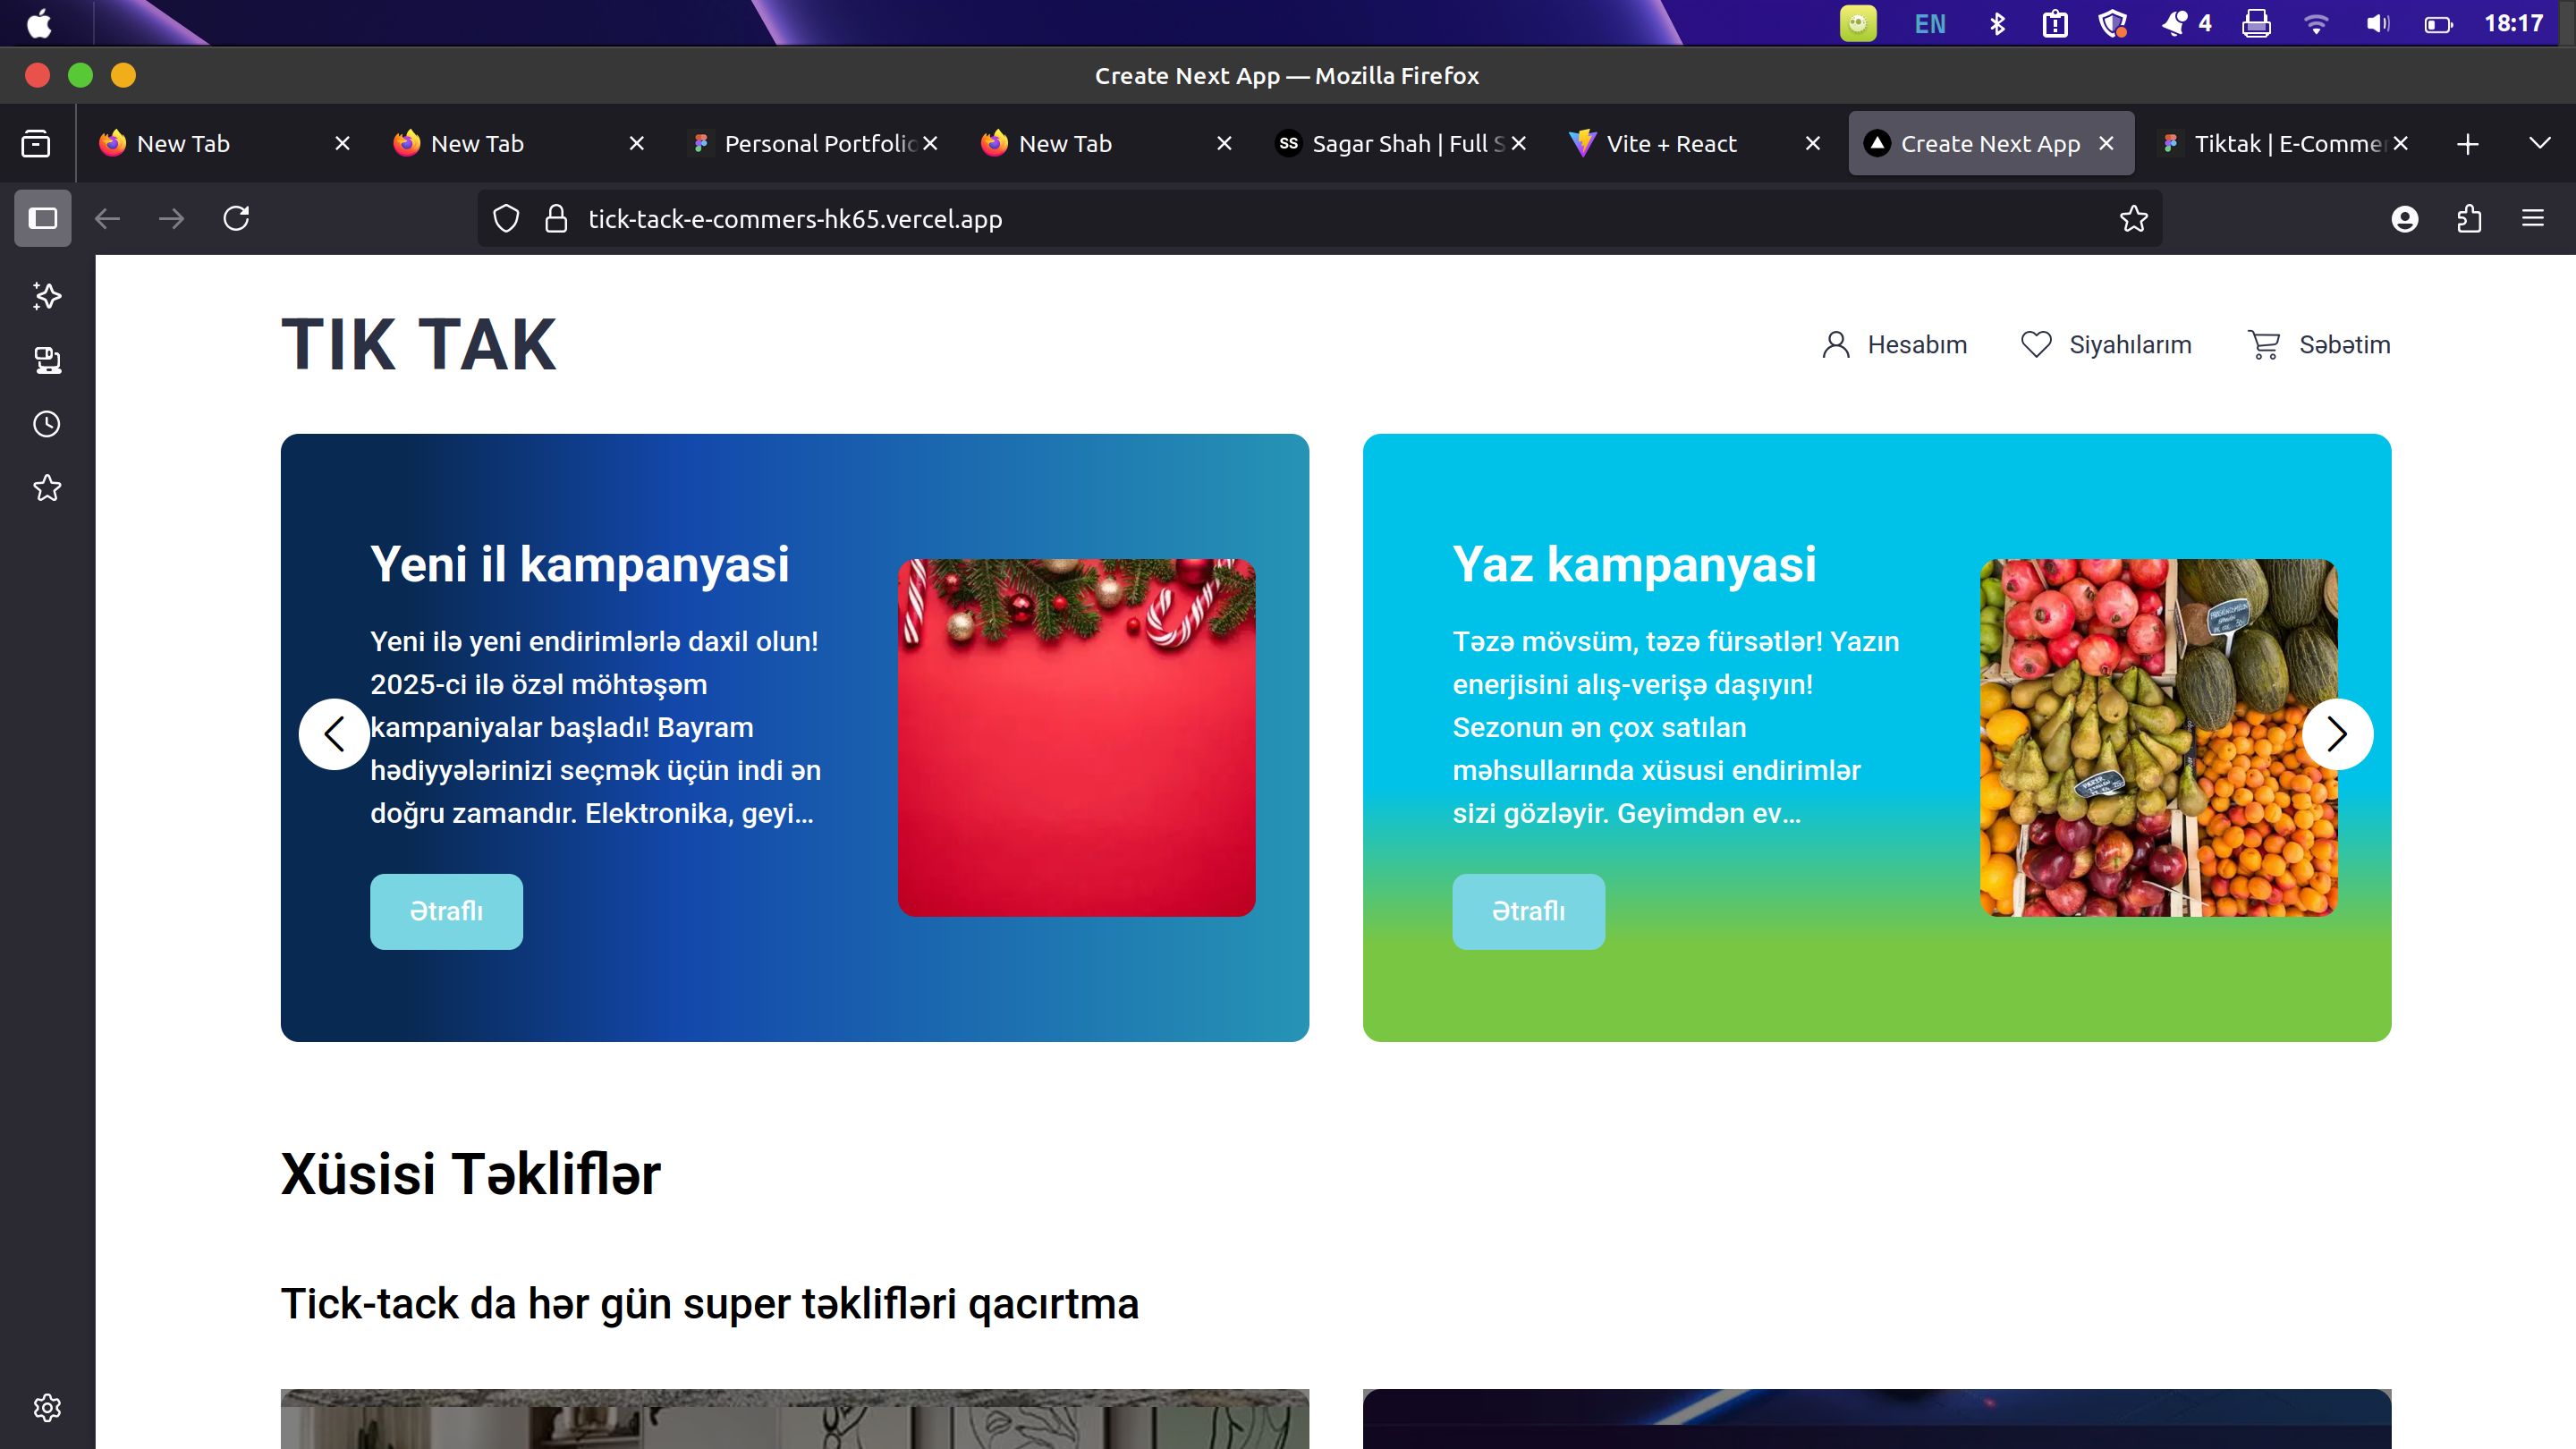 EN
4
18:17
Create Next App — Mozilla Firefox
New Tab
New Tab
Personal Portfolio
New Tab
SS Sagar Shah | Full S
Vite + React
Create Next App
Tiktak | E-Commer
tick-tack-e-commers-hk65.vercel.app
TIK TAK
Hesabım
Siyahılarım
Səbətim
Yeni il kampanyasi
Yeni ilə yeni endirimlərlə daxil olun!
2025-ci ilə özəl möhtəşəm
kampaniyalar başladı! Bayram
hədiyyələrinizi seçmək üçün indi ən
doğru zamandır. Elektronika, geyi...
Ətraflı
Yaz kampanyasi
Təzə mövsüm, təzə fürsətlər! Yazın
enerjisini alış-verişə daşıyın!
Sezonun ən çox satılan
məhsullarında xüsusi endirimlər
sizi gözləyir. Geyimdən ev...
Ətraflı
Xüsisi Təkliflər
Tick-tack da hər gün super təklifləri qacırtma